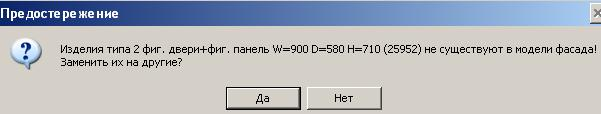 Предостережение
Изделия типа 2 фиг. двери+фиг. панель W=900 D=580 H=710 (25952) не существуют в модели фасада!
Заменить их на другие?
Да
Нет